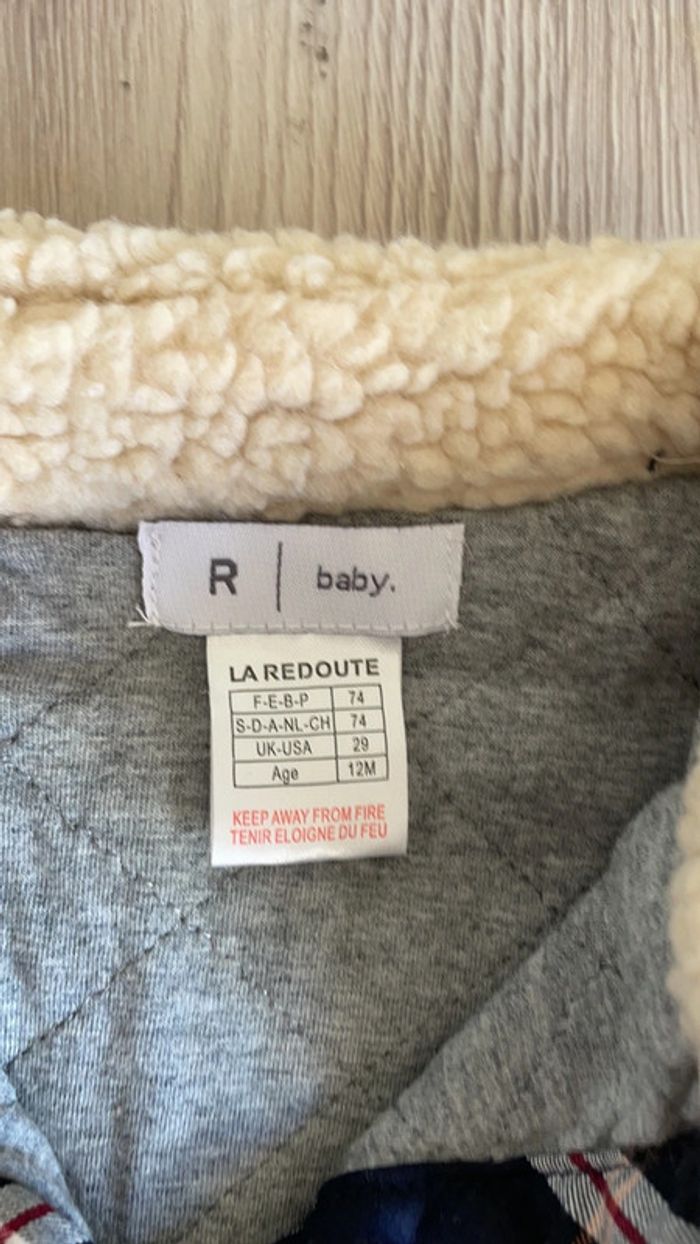 R | baby.
LA REDOUTE
F-E-B-P 74
S-D-A-NL-CH 74
UK-USA 29
Age 12M
KEEP AWAY FROM FIRE
TENIR ELOIGNE DU FEU